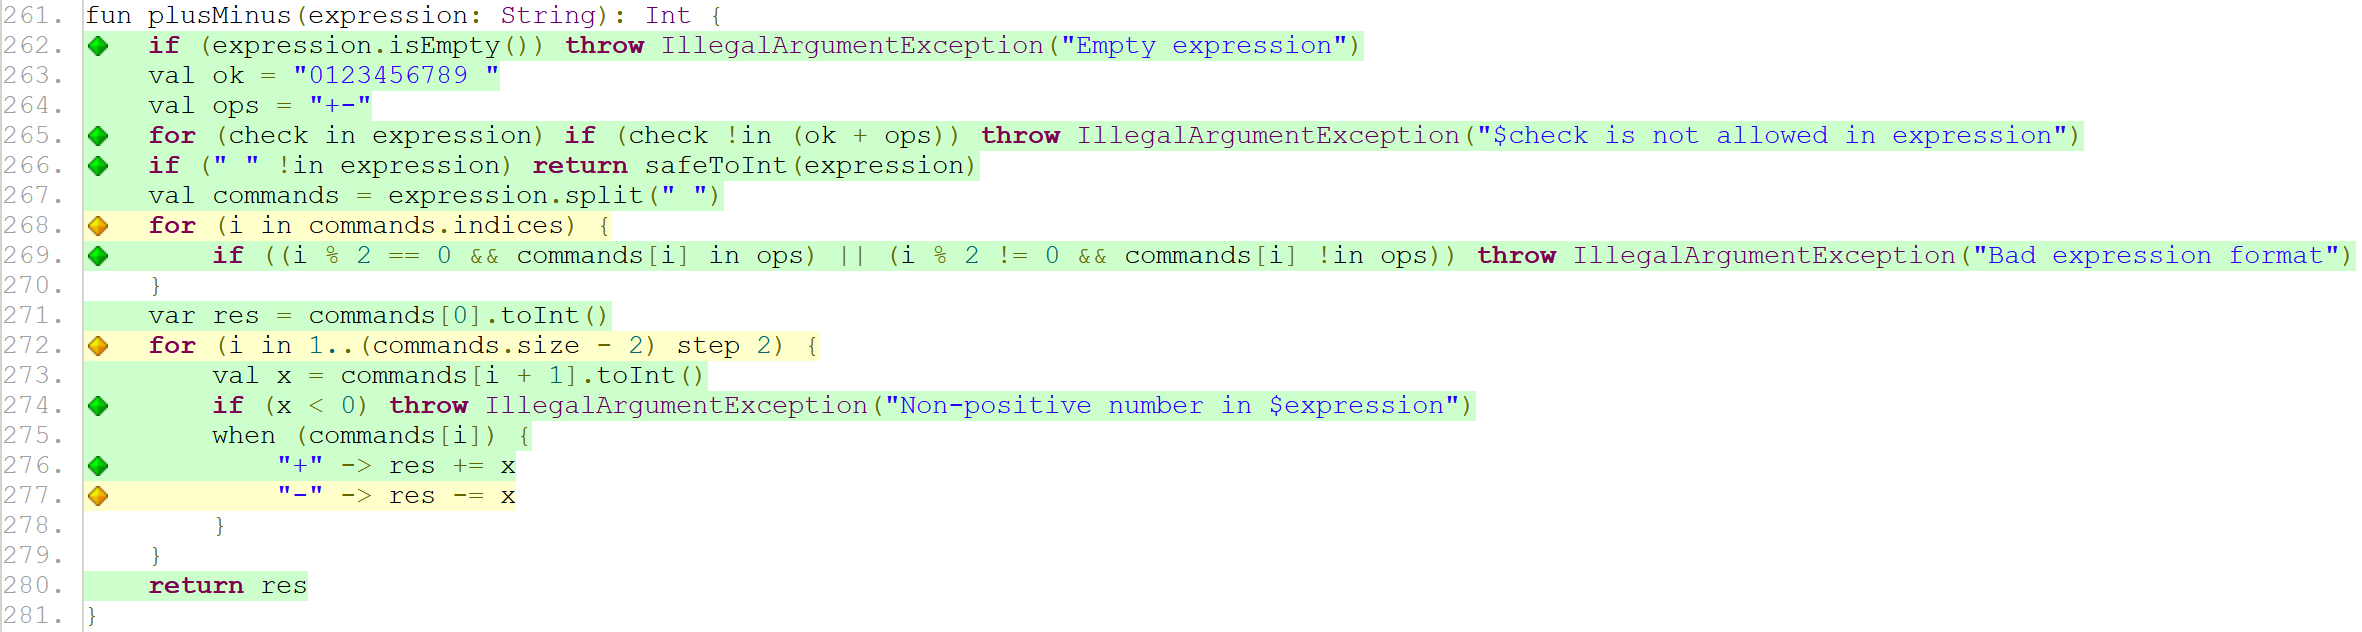 261. fun plusMinus(expression: String): Int {
262.     if (expression.isEmpty()) throw IllegalArgumentException("Empty expression")
263.     val ok = "0123456789 "
264.     val ops = "+-"
265.     for (check in expression) if (check !in (ok + ops)) throw IllegalArgumentException("$check is not allowed in expression")
266.     if (" " !in expression) return safeToInt(expression)
267.     val commands = expression.split(" ")
268.     for (i in commands.indices) {
269.         if ((i % 2 == 0 && commands[i] in ops) || (i % 2 != 0 && commands[i] !in ops)) throw IllegalArgumentException("Bad expression format")
270.     }
271.     var res = commands[0].toInt()
272.     for (i in 1..(commands.size - 2) step 2) {
273.         val x = commands[i + 1].toInt()
274.         if (x < 0) throw IllegalArgumentException("Non-positive number in $expression")
275.         when (commands[i]) {
276.             "+" -> res += x
277.             "-" -> res -= x
278.         }
279.     }
280.     return res
281. }